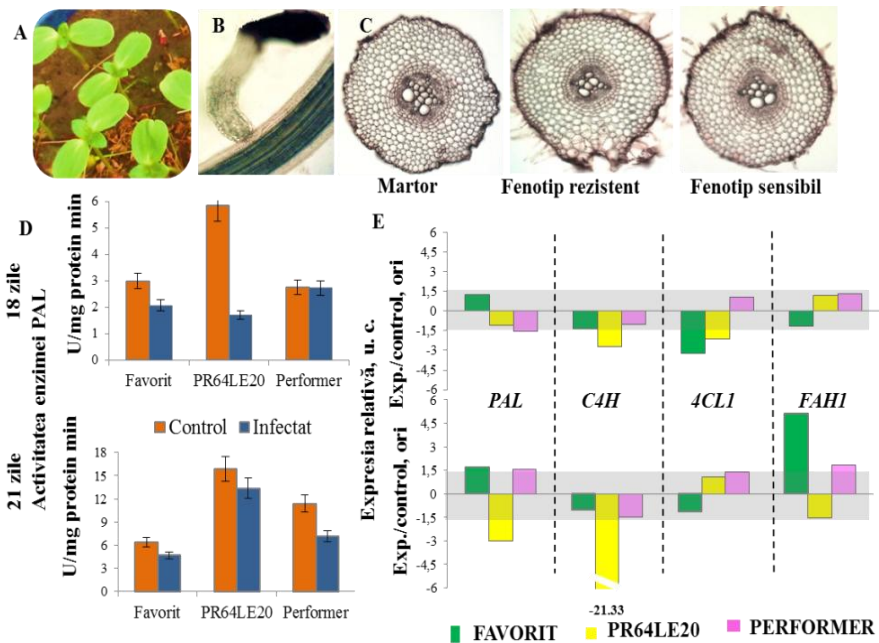 A
B
C
Martor
Fenotip rezistent
Fenotip sensibil
D
18 zile
21 zile
Activitatea enzimei PAL
U/mg protein min
6
5
4
3
2
1
0
Favorit
PR64LE20
Performer
Control
Infectat
U/mg protein min
18
15
12
9
6
3
0
Favorit
PR64LE20
Performer
E
Expresia relativă, u. c.
Exp./control, ori
6
4,5
3
1,5
0
-1,5
-3
-4,5
-6
PAL
C4H
4CL1
FAH1
Exp./control, ori
6
4,5
3
1,5
0
-1,5
-3
-4,5
-6
-21.33
FAVORIT
PR64LE20
PERFORMER